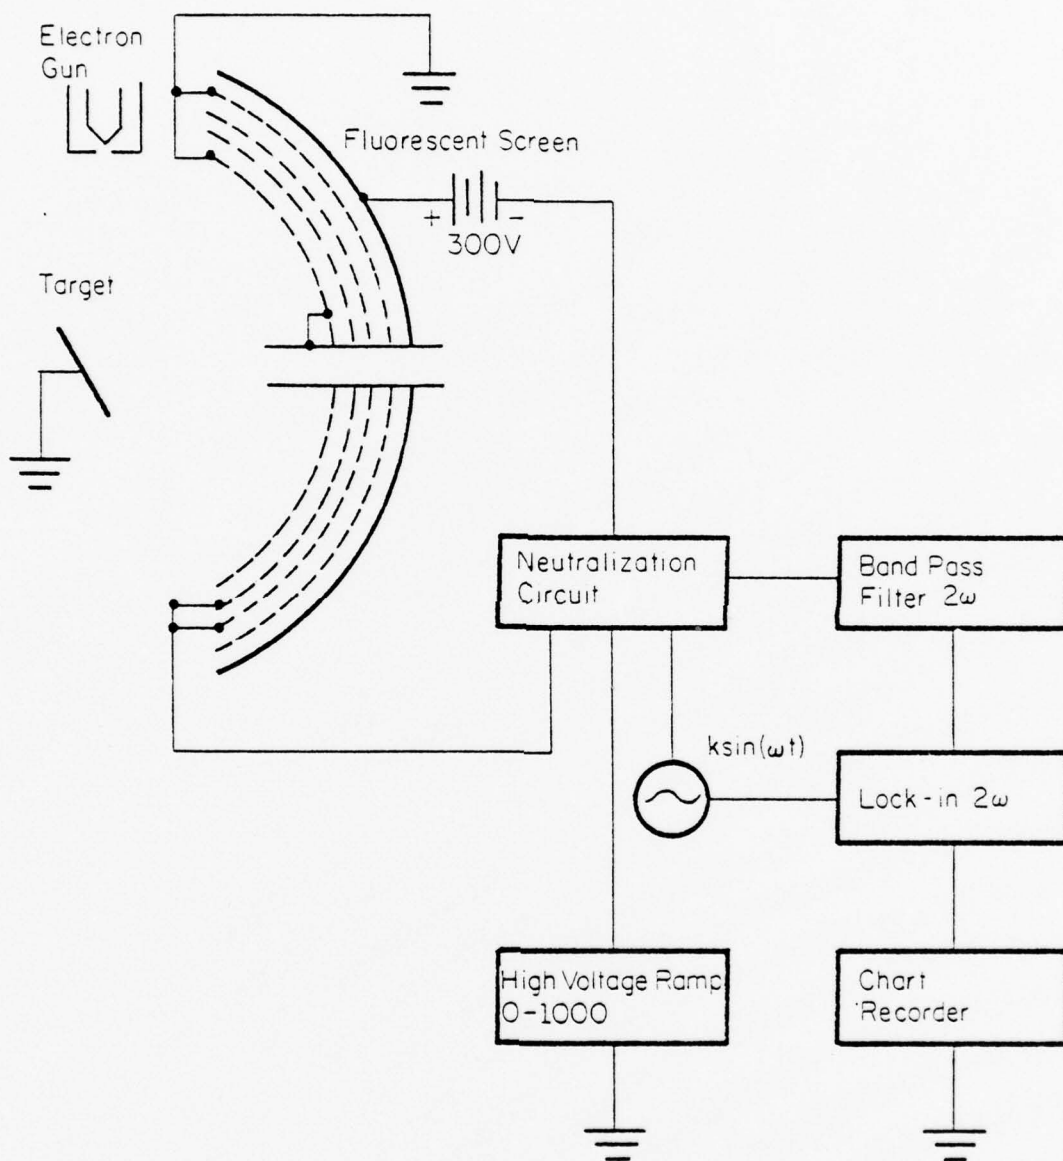 Electron
Gun
Fluorescent Screen
+ -
300V
Target
Neutralization
Circuit
Band Pass
Filter 2ω
ksin(ωt)
Lock-in 2ω
High Voltage Ramp
0-1000
Chart
Recorder